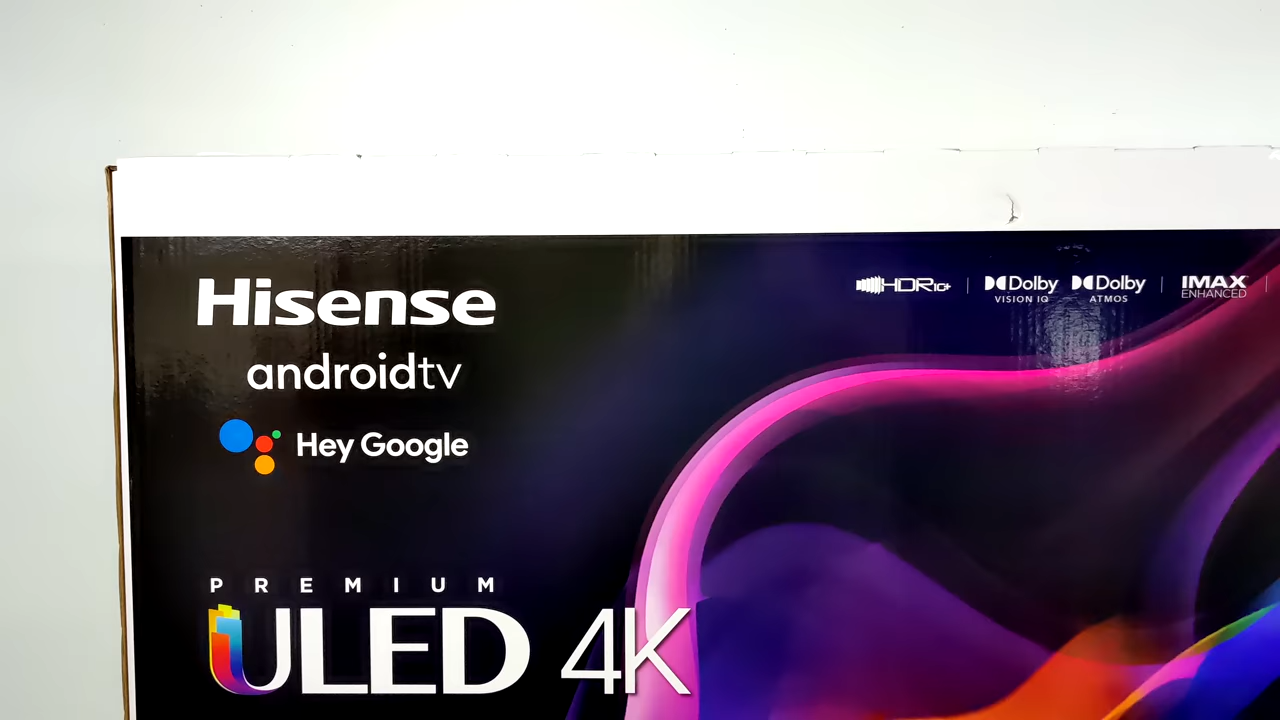 Hisense
androidtv
Hey Google
HDR10+
Dolby
VISION IQ
Dolby
ATMOS
IMAX
ENHANCED
PREMIUM
ULED 4K